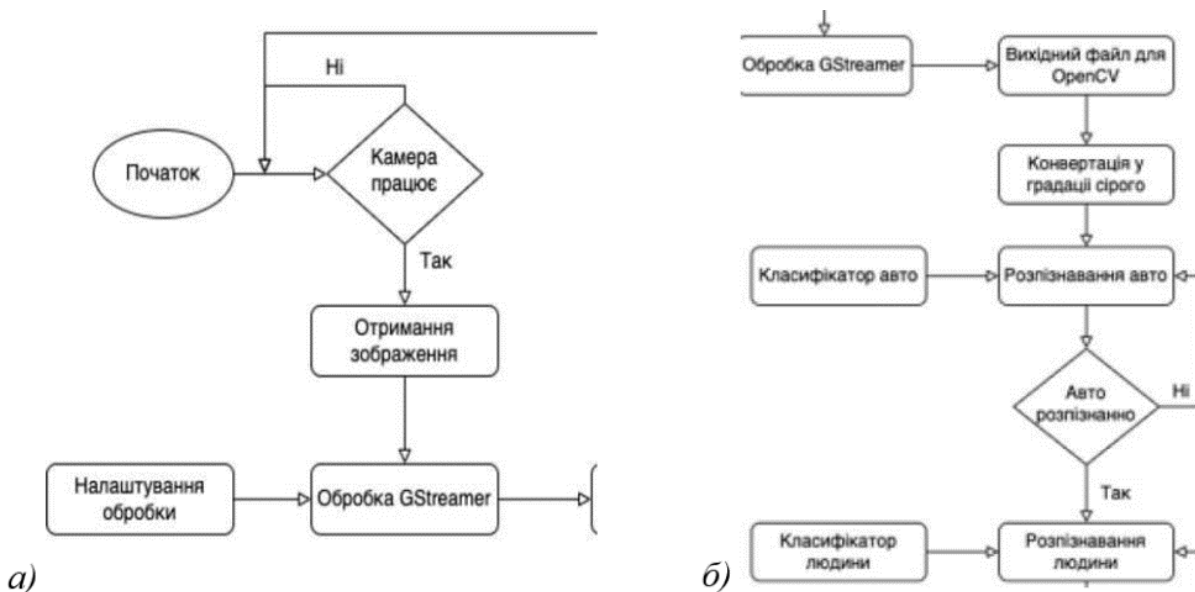 Ні
Початок
Камера
працює
Так
Отримання
зображення
Налаштування
обробки
Обробка GStreamer
а)
Обробка GStreamer
Вихідний файл для
OpenCV
Конвертація у
градації сірого
Класифікатор авто
Розпізнавання авто
Авто
розпізнанно
Ні
Так
Класифікатор
людини
Розпізнавання
людини
б)